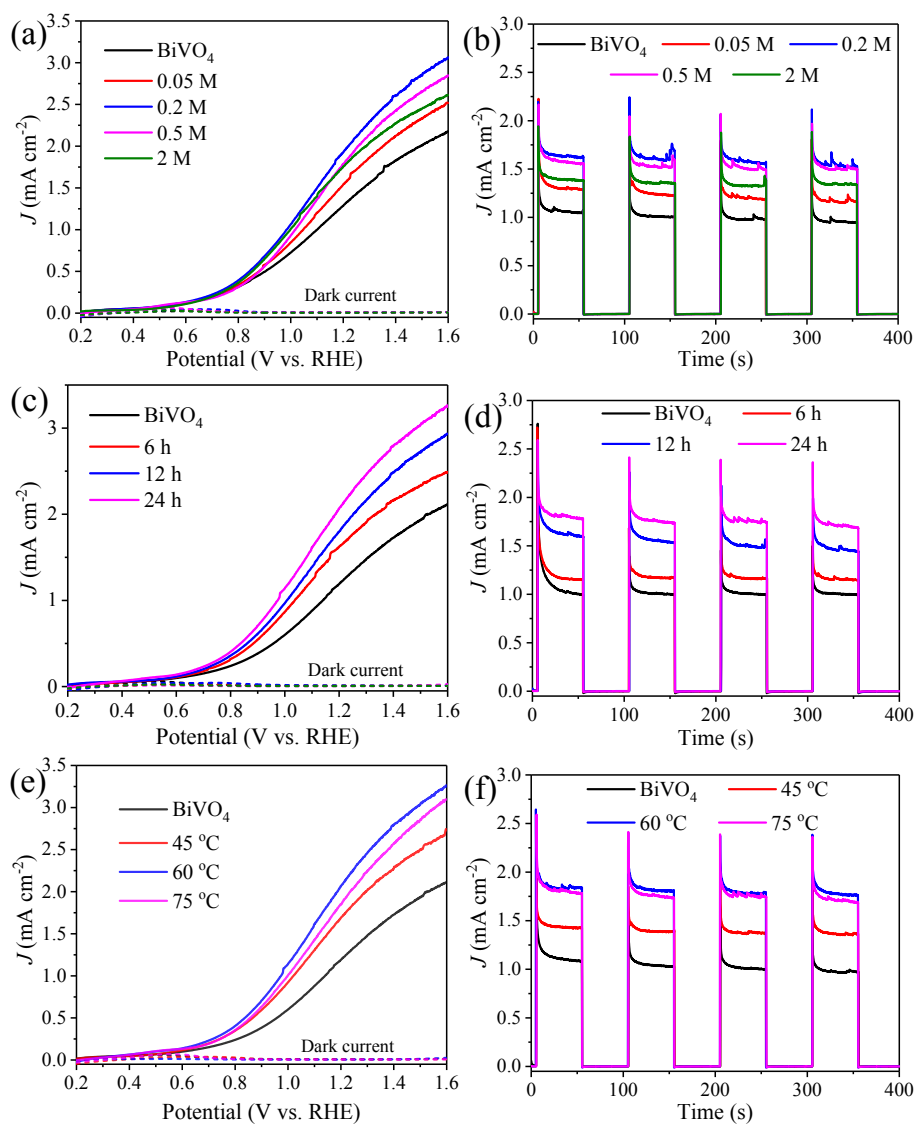 (a)
BiVO4
0.05 M
0.2 M
0.5 M
2 M
Dark current
J (mA cm-2)
3.5
3.0
2.5
2.0
1.5
1.0
0.5
0.0
0.2 0.4 0.6 0.8 1.0 1.2 1.4 1.6
Potential (V vs. RHE)
(b)
BiVO4 0.05 M 0.2 M
0.5 M 2 M
J (mA cm-2)
3.0
2.5
2.0
1.5
1.0
0.5
0.0
0 100 200 300 400
Time (s)
(c)
BiVO4
6 h
12 h
24 h
Dark current
J (mA cm-2)
3
2
1
0
0.2 0.4 0.6 0.8 1.0 1.2 1.4 1.6
Potential (V vs. RHE)
(d)
BiVO4 6 h
12 h 24 h
J (mA cm-2)
3.0
2.5
2.0
1.5
1.0
0.5
0.0
0 100 200 300 400
Time (s)
(e)
BiVO4
45 oC
60 oC
75 oC
Dark current
J (mA cm-2)
3.5
3.0
2.5
2.0
1.5
1.0
0.5
0.0
0.2 0.4 0.6 0.8 1.0 1.2 1.4 1.6
Potential (V vs. RHE)
(f)
BiVO4 45 oC
60 oC 75 oC
J (mA cm-2)
3.0
2.5
2.0
1.5
1.0
0.5
0.0
0 100 200 300 400
Time (s)